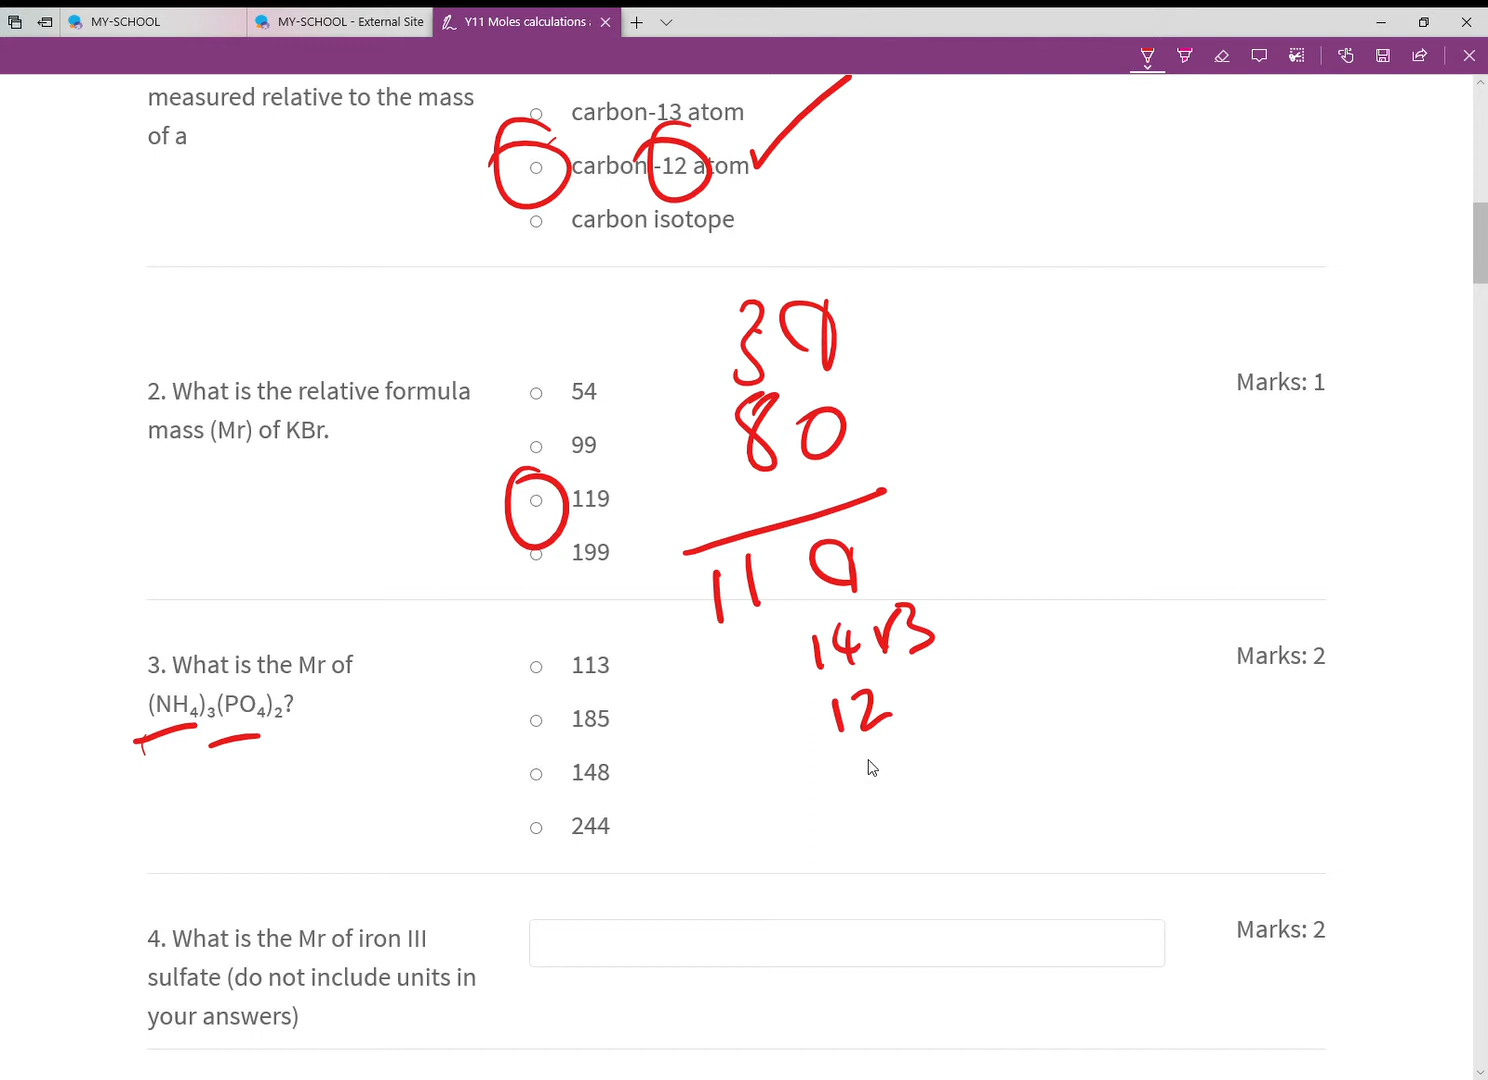 MY-SCHOOL
MY-SCHOOL - External Site
Y11 Moles calculations
measured relative to the mass
of a
carbon-13 atom
carbon -12 atom
carbon isotope
2. What is the relative formula
mass (Mr) of KBr.
54
99
119
199
Marks: 1
39
80
119
3. What is the Mr of
(NH₄)₃(PO₄)₂?
113
185
148
244
Marks: 2
14x3
12
4. What is the Mr of iron III
sulfate (do not include units in
your answers)
Marks: 2